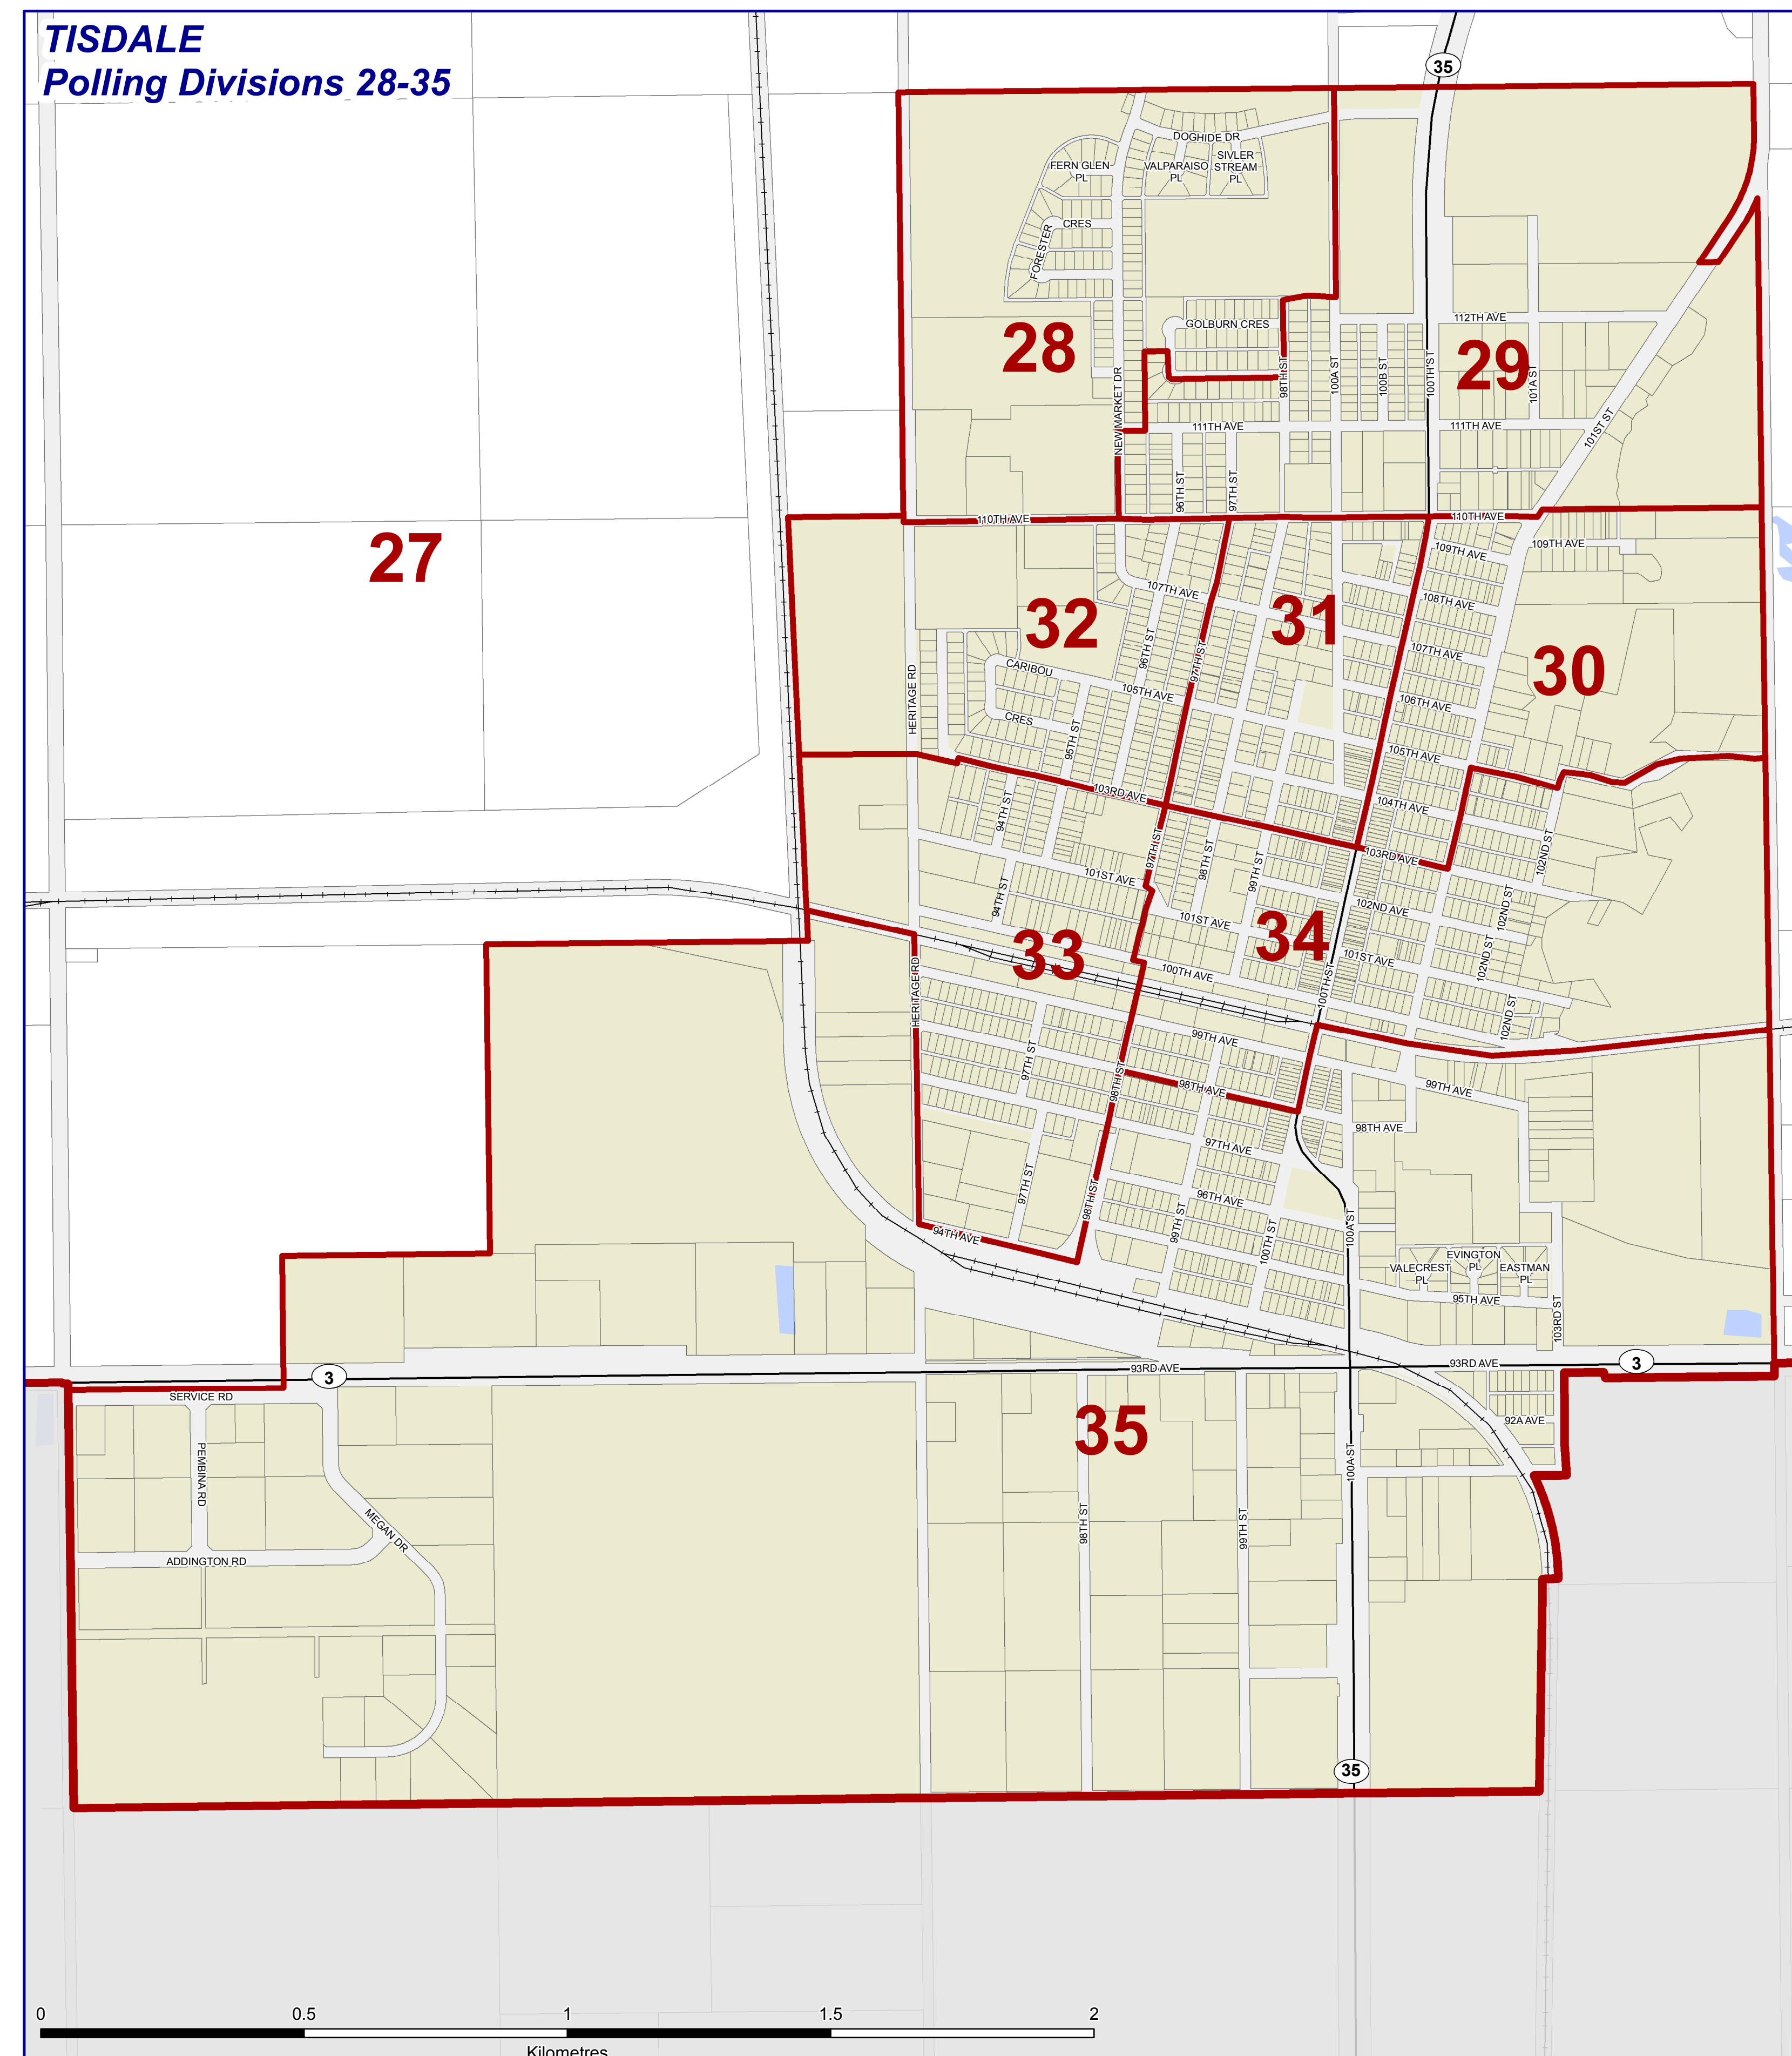 TISDALE
Polling Divisions 28-35
35
DOGHIDE DR
FERN GLEN
PL
VALPARAISO
PL
SIVLER
STREAM
PL
CRES
FORESTER
GOLBURN CRES
112TH AVE
28
29
NEW MARKET DR
98TH ST
100A ST
100B ST
100TH ST
101A ST
101ST ST
111TH AVE
111TH AVE
96TH ST
97TH ST
110TH AVE
110TH AVE
27
109TH AVE
109TH AVE
107TH AVE
108TH AVE
32
31
30
96TH ST
97TH ST
107TH AVE
HERITAGE RD
CARIBOU
105TH AVE
106TH AVE
CRES
95TH ST
105TH AVE
103RD AVE
104TH AVE
94TH ST
97TH ST
98TH ST
99TH ST
103RD AVE
102ND ST
101ST AVE
94TH ST
102ND AVE
102ND ST
101ST AVE
33
34
101ST AVE
102ND ST
100TH AVE
HERITAGE RD
100TH ST
102ND ST
99TH AVE
97TH ST
98TH ST
98TH AVE
99TH AVE
98TH AVE
97TH AVE
97TH ST
98TH ST
96TH AVE
99TH ST
100TH ST
100A ST
94TH AVE
VALECREST
PL
EVINGTON
PL
EASTMAN
PL
95TH AVE
103RD ST
93RD AVE
93RD AVE
3
3
SERVICE RD
35
92A AVE
PEMBINA RD
MEGAN DR
98TH ST
99TH ST
100A ST
ADDINGTON RD
35
0
0.5
1
1.5
2
Kilometres